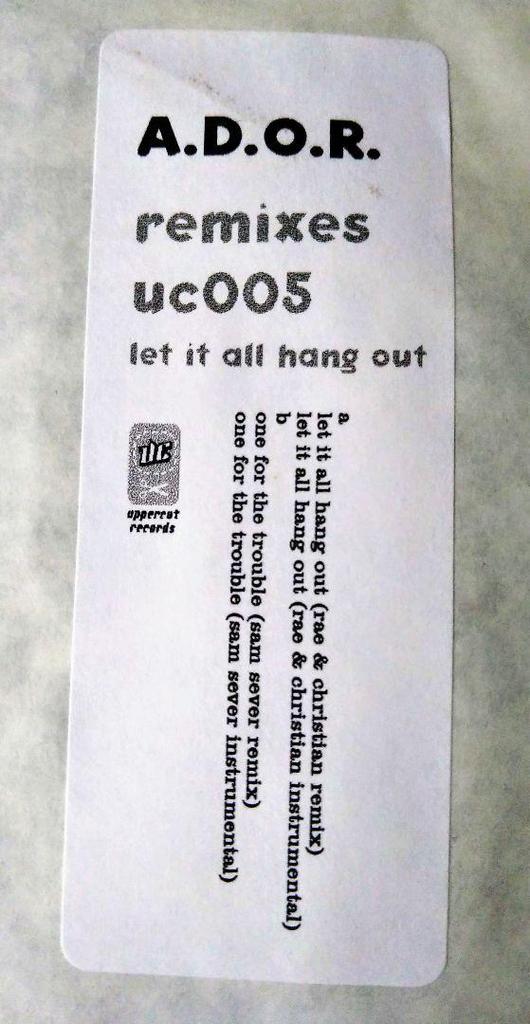 A.D.O.R.
remixes
uc005
let it all hang out
a
let it all hang out (rae & christian remix)
let it all hang out (rae & christian instrumental)
b
one for the trouble (sam sever remix)
one for the trouble (sam sever instrumental)
uc
uppercut
records